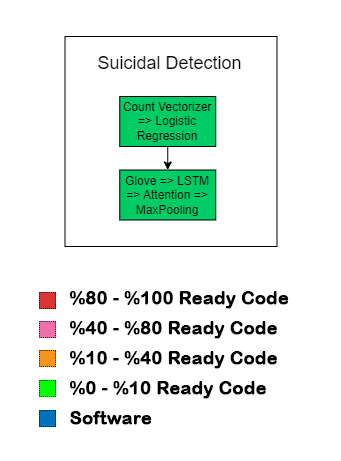 Suicidal Detection
Count Vectorizer
=> Logistic
Regression
Glove => LSTM
=> Attention =>
MaxPooling
%80 - %100 Ready Code
%40 - %80 Ready Code
%10 - %40 Ready Code
%0 - %10 Ready Code
Software